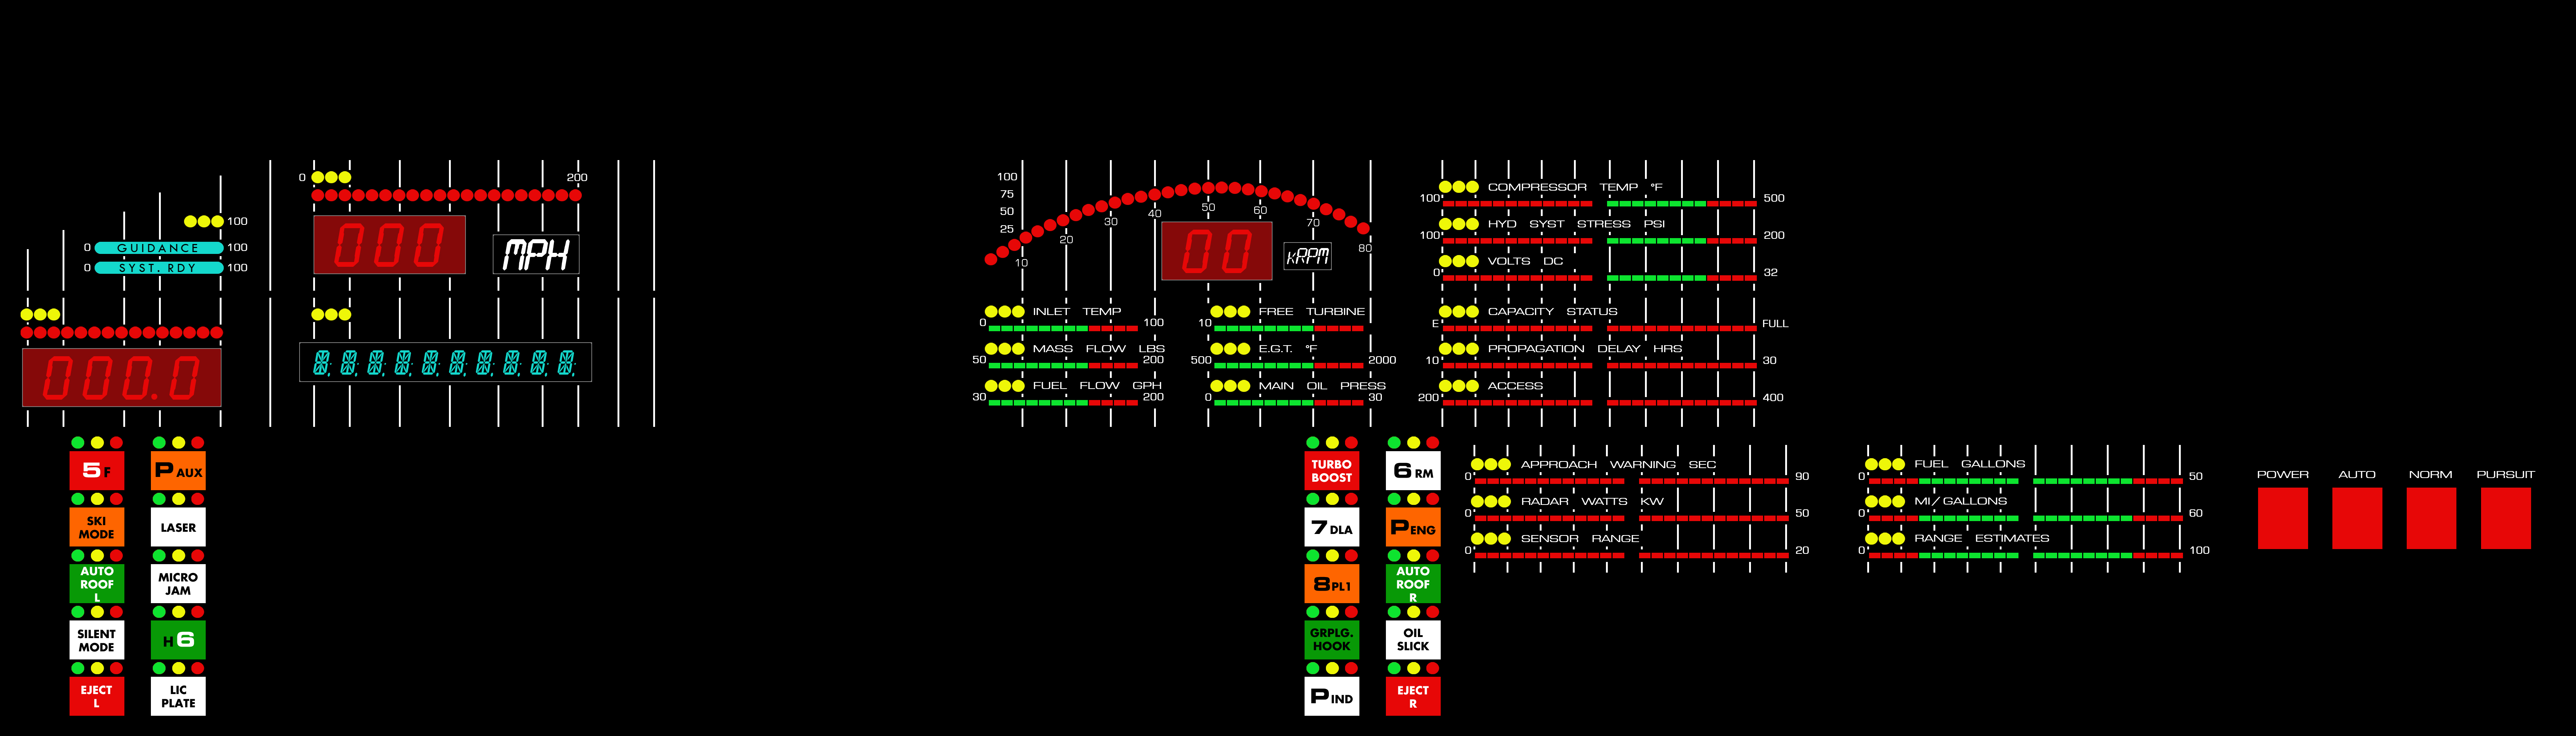 100
0 GUIDANCE 100
0 SYST. RDY 100
000.0
0 200
000
MPH
100
75
50
25
10 20 30 40 50 60 70 80
00
KRPM
INLET TEMP
0 100
MASS FLOW LBS
50 200
FUEL FLOW GPH
30 200
FREE TURBINE
10
E.G.T. °F
500 2000
MAIN OIL PRESS
0 30
COMPRESSOR TEMP °F
100 500
HYD SYST STRESS PSI
100 200
VOLTS DC
0 32
CAPACITY STATUS
E FULL
PROPAGATION DELAY HRS
10 30
ACCESS
200 400
5 F
P AUX
SKI
MODE
LASER
AUTO
ROOF
L
MICRO
JAM
SILENT
MODE
H 6
EJECT
L
LIC
PLATE
TURBO
BOOST
6 RM
7 DLA
P ENG
8 PL1
AUTO
ROOF
R
GRPLG.
HOOK
OIL
SLICK
P IND
EJECT
R
APPROACH WARNING SEC
0 90
RADAR WATTS KW
0 50
SENSOR RANGE
0 20
FUEL GALLONS
0 50
MI/GALLONS
0 60
RANGE ESTIMATES
0 100
POWER AUTO NORM PURSUIT